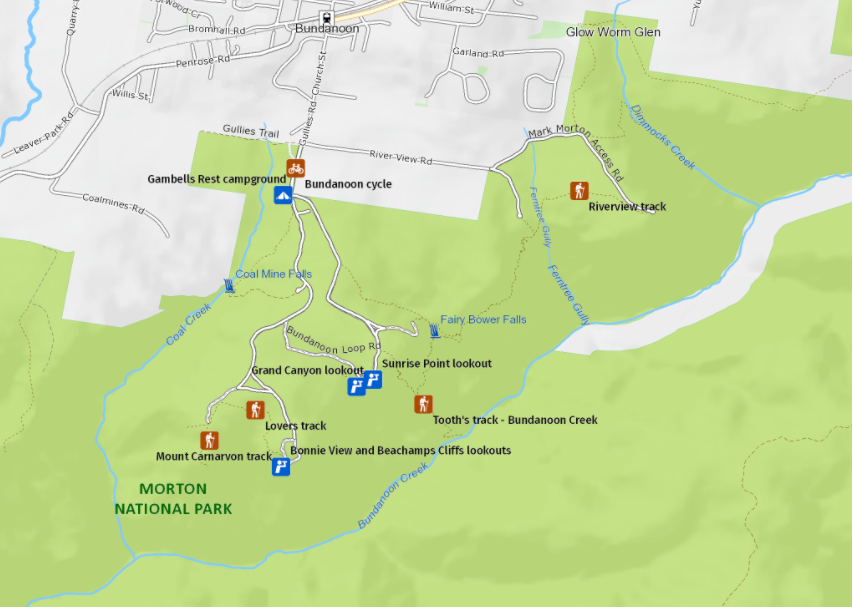 William-St
Bromhall-Rd
Bundanoon
Quarry-
Glow Worm Glen
Garland-Rd
Penrose-Rd
Willis-St
Church-St
Leaver-Park-Rd
Gullies Trail
Gullies-Rd
Dimmocks Creek
Mark Morton Access Rd
River-View-Rd
Gambells Rest campground
Bundanoon cycle
Coalmines-Rd
Riverview track
Ferntree Gully
Ferntree Gully
Coal Mine Falls
Coal Creek
Fairy Bower Falls
Bundanoon Loop Rd
Grand Canyon lookout
Sunrise Point lookout
Tooth's track - Bundanoon Creek
Lovers track
Mount Carnarvon track
Bonnie View and Beachamps Cliffs lookouts
MORTON
NATIONAL PARK
Bundanoon Creek